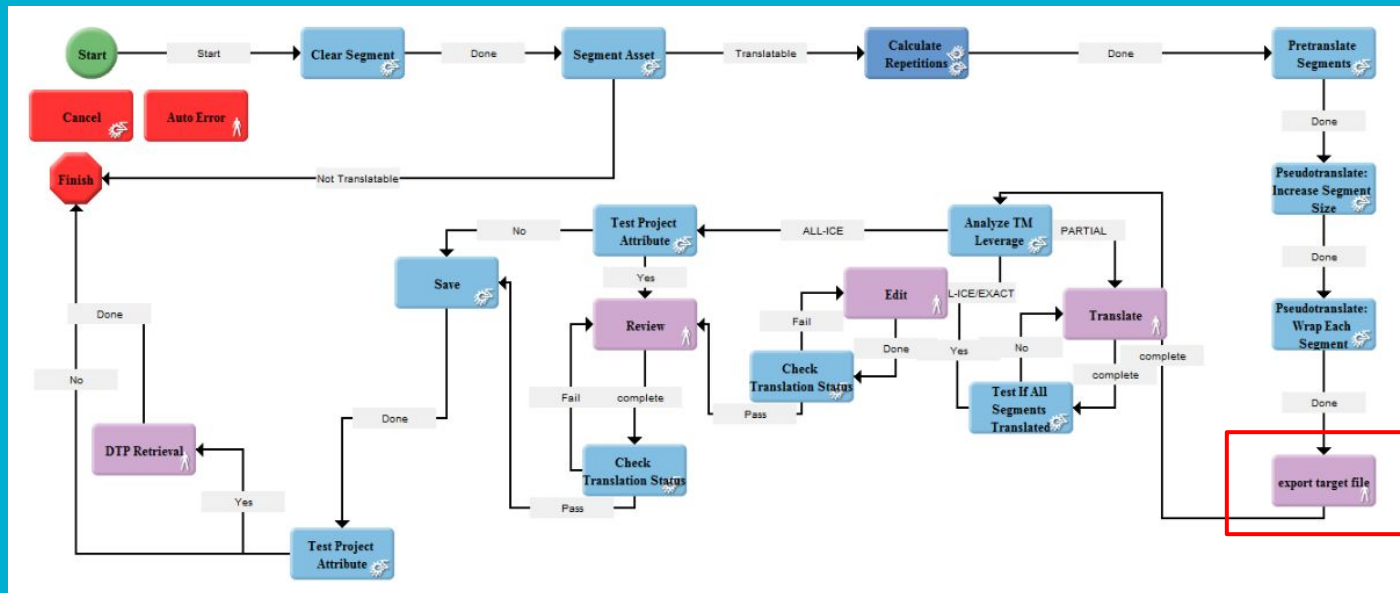 Start
Start
Clear Segment
Done
Segment Asset
Translatable
Calculate
Repetitions
Done
Pretranslate
Segments
Cancel
Auto Error
Done
Finish
Not Translatable
Pseudotranslate:
Increase Segment
Size
No
Test Project
Attribute
ALL-ICE
Analyze TM
Leverage
PARTIAL
Done
Save
Yes
Edit
L-ICE/EXACT
Translate
Pseudotranslate:
Wrap Each
Segment
Done
Review
Fail
Done
Yes
No
complete
complete
No
Check
Translation Status
Test If All
Segments
Translated
Done
Fail
complete
Pass
Done
DTP Retrieval
Check
Translation Status
export target file
Yes
Pass
Test Project
Attribute